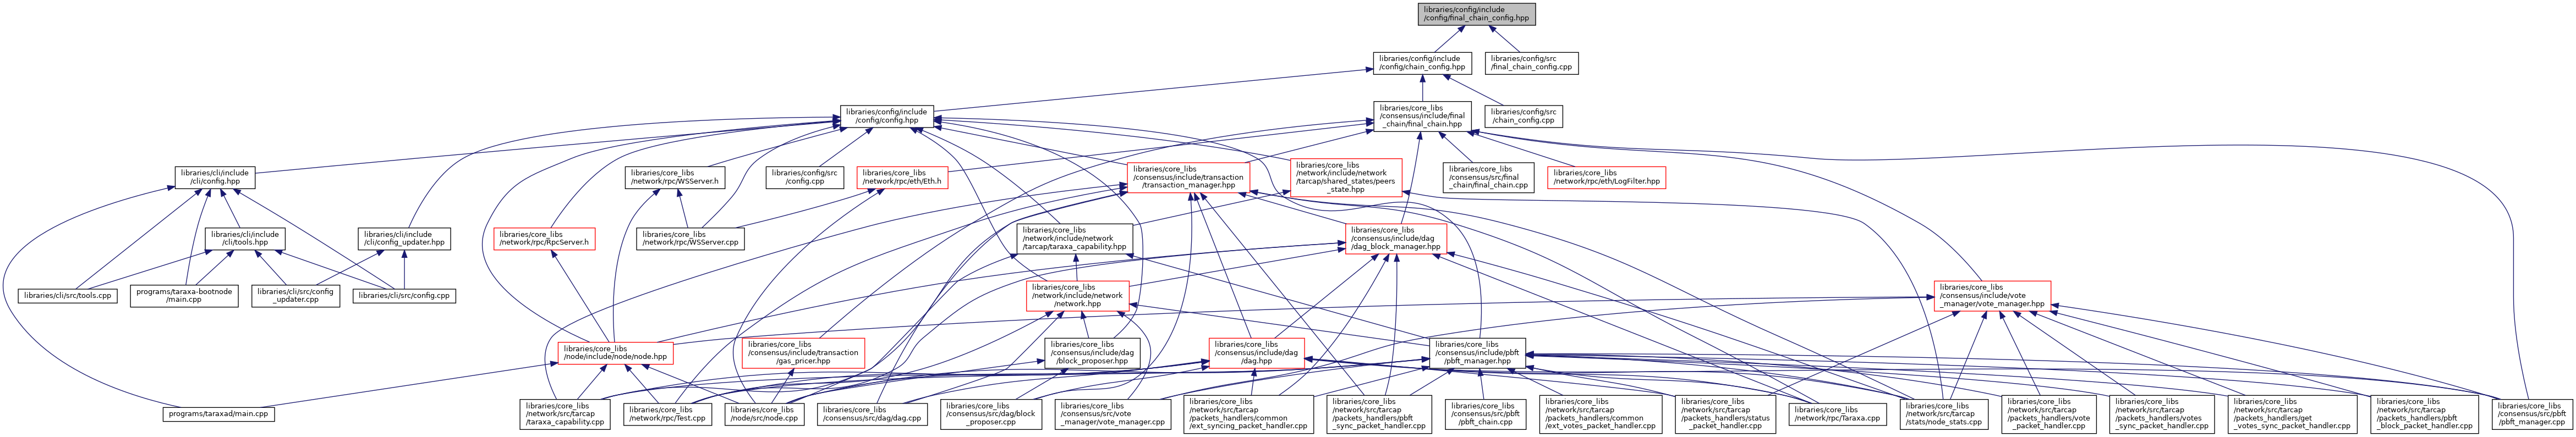 libraries/config/include
/config/final_chain_config.hpp
libraries/config/include
/config/chain_config.hpp
libraries/config/src
/final_chain_config.cpp
libraries/config/include
/config/config.hpp
libraries/core_libs
/consensus/include/final
_chain/final_chain.hpp
libraries/config/src
/chain_config.cpp
libraries/cli/include
/cli/config.hpp
libraries/core_libs
/network/rpc/WSServer.h
libraries/config/src
/config.cpp
libraries/core_libs
/network/rpc/eth/Eth.h
libraries/core_libs
/consensus/include/transaction
/transaction_manager.hpp
libraries/core_libs
/network/include/network
/tarcap/shared_states/peers
_state.hpp
libraries/core_libs
/consensus/src/final
_chain/final_chain.cpp
libraries/core_libs
/network/rpc/eth/LogFilter.hpp
libraries/cli/include
/cli/tools.hpp
libraries/cli/include
/cli/config_updater.hpp
libraries/core_libs
/network/rpc/RpcServer.h
libraries/core_libs
/network/rpc/WSServer.cpp
libraries/core_libs
/network/include/network
/tarcap/taraxa_capability.hpp
libraries/core_libs
/consensus/include/dag
/dag_block_manager.hpp
libraries/cli/src/tools.cpp
programs/taraxa-bootnode
/main.cpp
libraries/cli/src/config
_updater.cpp
libraries/cli/src/config.cpp
libraries/core_libs
/network/include/network
/network.hpp
libraries/core_libs
/consensus/include/vote
_manager/vote_manager.hpp
libraries/core_libs
/node/include/node/node.hpp
libraries/core_libs
/consensus/include/transaction
/gas_pricer.hpp
libraries/core_libs
/consensus/include/dag
/block_proposer.hpp
libraries/core_libs
/consensus/include/dag
/dag.hpp
libraries/core_libs
/consensus/include/pbft
/pbft_manager.hpp
programs/taraxad/main.cpp
libraries/core_libs
/network/src/tarcap
/taraxa_capability.cpp
libraries/core_libs
/network/rpc/Test.cpp
libraries/core_libs
/node/src/node.cpp
libraries/core_libs
/consensus/src/dag/dag.cpp
libraries/core_libs
/consensus/src/dag/block
_proposer.cpp
libraries/core_libs
/consensus/src/vote
_manager/vote_manager.cpp
libraries/core_libs
/network/src/tarcap
/packets_handlers/common
/ext_syncing_packet_handler.cpp
libraries/core_libs
/network/src/tarcap
/packets_handlers/pbft
_sync_packet_handler.cpp
libraries/core_libs
/consensus/src/pbft
/pbft_chain.cpp
libraries/core_libs
/network/src/tarcap
/packets_handlers/common
/ext_votes_packet_handler.cpp
libraries/core_libs
/network/src/tarcap
/packets_handlers/status
_packet_handler.cpp
libraries/core_libs
/network/rpc/Taraxa.cpp
libraries/core_libs
/network/src/tarcap
/stats/node_stats.cpp
libraries/core_libs
/network/src/tarcap
/packets_handlers/vote
_packet_handler.cpp
libraries/core_libs
/network/src/tarcap
/packets_handlers/votes
_sync_packet_handler.cpp
libraries/core_libs
/network/src/tarcap
/packets_handlers/get
_votes_sync_packet_handler.cpp
libraries/core_libs
/network/src/tarcap
/packets_handlers/pbft
_block_packet_handler.cpp
libraries/core_libs
/consensus/src/pbft
/pbft_manager.cpp